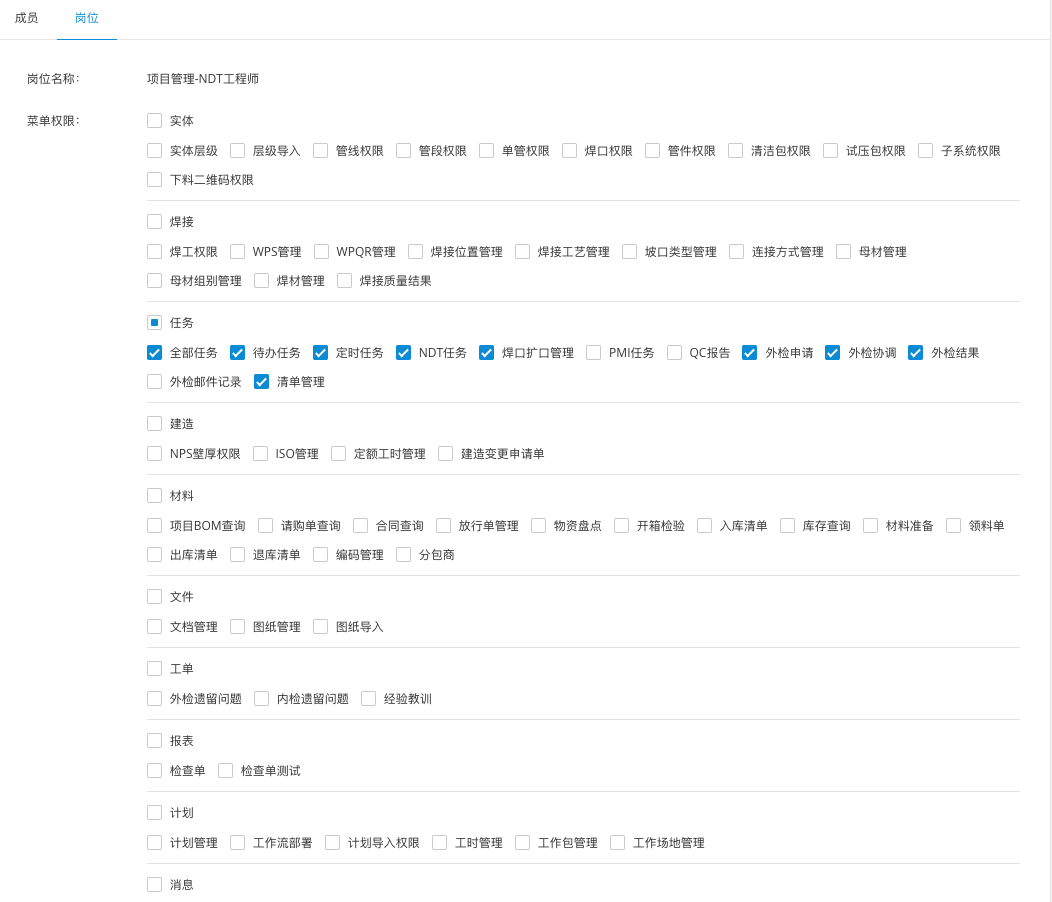 成员 岗位
岗位名称： 项目管理-NDT工程师
菜单权限： 实体
实体层级 层级导入 管线权限 管段权限 单管权限 焊口权限 管件权限 清洁包权限 试压包权限 子系统权限
下料二维码权限
焊接
焊工权限 WPS管理 WPQR管理 焊接位置管理 焊接工艺管理 坡口类型管理 连接方式管理 母材管理
母材组别管理 焊材管理 焊接质量结果
任务
全部任务 待办任务 定时任务 NDT任务 焊口扩口管理 PMI任务 QC报告 外检申请 外检协调 外检结果
外检邮件记录 清单管理
建造
NPS壁厚权限 ISO管理 定额工时管理 建造变更申请单
材料
项目BOM查询 请购单查询 合同查询 放行单管理 物资盘点 开箱检验 入库清单 库存查询 材料准备 领料单
出库清单 退库清单 编码管理 分包商
文件
文档管理 图纸管理 图纸导入
工单
外检遗留问题 内检遗留问题 经验教训
报表
检查单 检查单测试
计划
计划管理 工作流部署 计划导入权限 工时管理 工作包管理 工作场地管理
消息